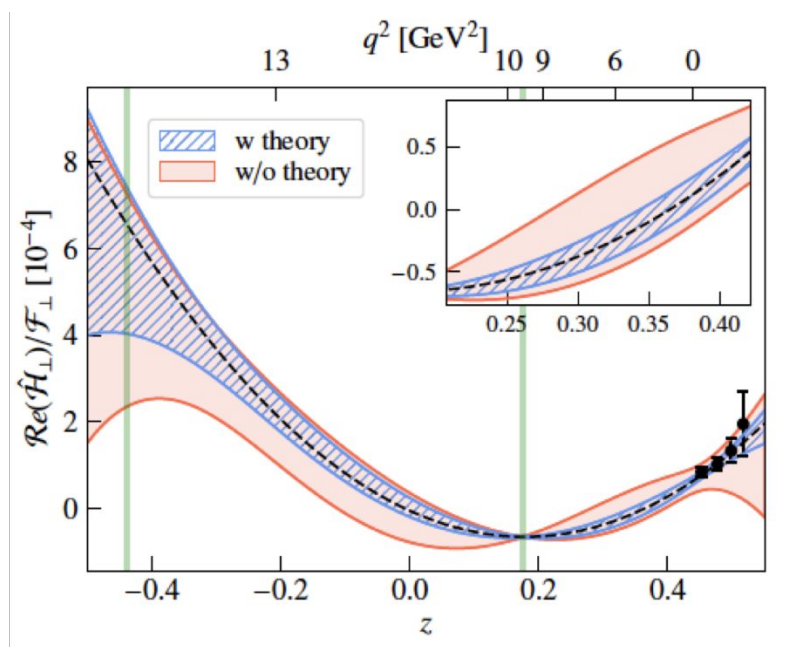 q² [GeV²]
13 10 9 6 0
w theory
w/o theory
0.5
0.0
−0.5
0.25 0.30 0.35 0.40
8
6
4
2
0
Re(Ĥ⊥)/F⊥ [10⁻⁴]
−0.4 −0.2 0.0 0.2 0.4
z